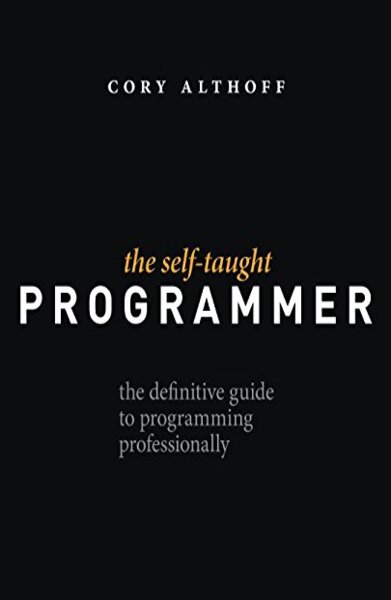 CORY ALTHOFF
the self-taught
PROGRAMMER
the definitive guide
to programming
professionally